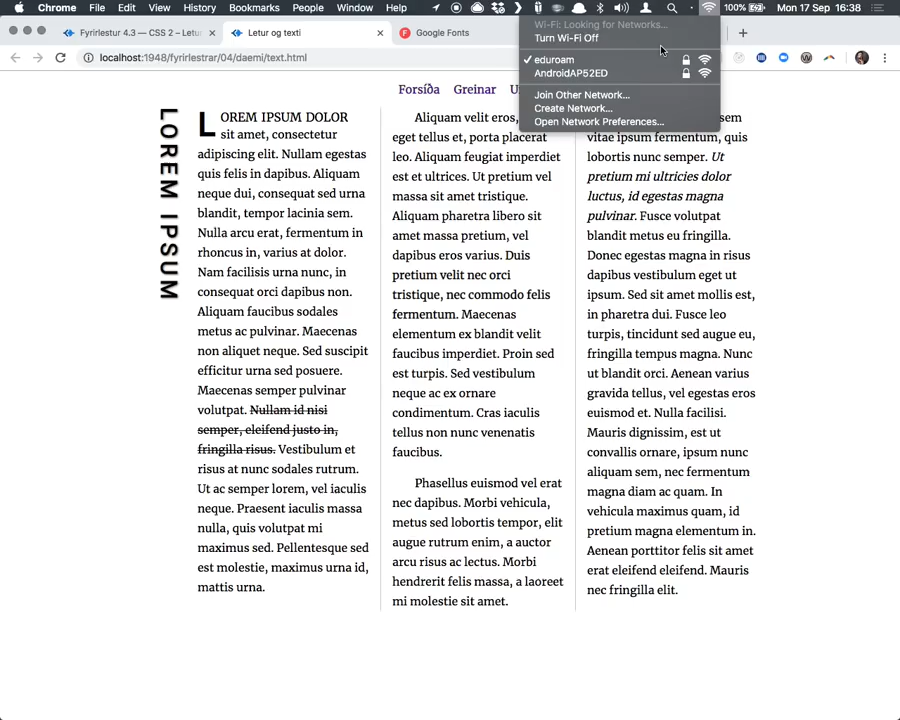 Chrome File Edit View History Bookmarks People Window Help 100% Mon 17 Sep 16:38
Wi-Fi: Looking for Networks...
Turn Wi-Fi Off
eduroam
AndroidAP52ED
Join Other Network...
Create Network...
Open Network Preferences...
Fyrirlestur 4.3 — CSS 2 – Letur
Letur og texti
Google Fonts
localhost:1948/fyrirlestrar/04/daemi/text.html
Forsíða Greinar
LOREM IPSUM
LOREM IPSUM DOLOR
sit amet, consectetur
adipiscing elit. Nullam egestas
quis felis in dapibus. Aliquam
neque dui, consequat sed urna
blandit, tempor lacinia sem.
Nulla arcu erat, fermentum in
rhoncus in, varius at dolor.
Nam facilisis urna nunc, in
consequat orci dapibus non.
Aliquam faucibus sodales
metus ac pulvinar. Maecenas
non aliquet neque. Sed suscipit
efficitur urna sed posuere.
Maecenas semper pulvinar
volutpat. Nullam id nisi
semper, eleifend justo in,
fringilla risus. Vestibulum et
risus at nunc sodales rutrum.
Ut ac semper lorem, vel iaculis
neque. Praesent iaculis massa
nulla, quis volutpat mi
maximus sed. Pellentesque sed
est molestie, maximus urna id,
mattis urna.
Aliquam velit eros,
eget tellus et, porta placerat
leo. Aliquam feugiat imperdiet
est et ultrices. Ut pretium vel
massa sit amet tristique.
Aliquam pharetra libero sit
amet massa pretium, vel
dapibus eros varius. Duis
pretium velit nec orci
tristique, nec commodo felis
fermentum. Maecenas
elementum ex blandit velit
faucibus imperdiet. Proin sed
est turpis. Sed vestibulum
neque ac ex ornare
condimentum. Cras iaculis
tellus non nunc venenatis
faucibus.
Phasellus euismod vel erat
nec dapibus. Morbi vehicula,
metus sed lobortis tempor, elit
augue rutrum enim, a auctor
arcu risus ac lectus. Morbi
hendrerit felis massa, a laoreet
mi molestie sit amet.
sem
vitae ipsum fermentum, quis
lobortis nunc semper. Ut
pretium mi ultricies dolor
luctus, id egestas magna
pulvinar. Fusce volutpat
blandit metus eu fringilla.
Donec egestas magna in risus
dapibus vestibulum eget ut
ipsum. Sed sit amet mollis est,
in pharetra dui. Fusce leo
turpis, tincidunt sed augue eu,
fringilla tempus magna. Nunc
ut blandit orci. Aenean varius
gravida tellus, vel egestas eros
euismod et. Nulla facilisi.
Mauris dignissim, est ut
convallis ornare, ipsum nunc
aliquam sem, nec fermentum
magna diam ac quam. In
vehicula maximus quam, id
pretium magna elementum in.
Aenean porttitor felis sit amet
erat eleifend eleifend. Mauris
nec fringilla elit.